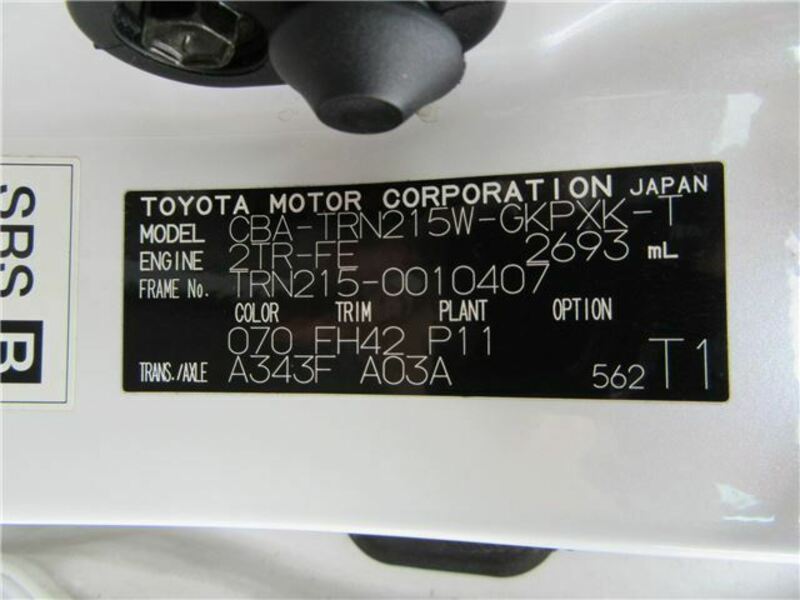 TOYOTA MOTOR CORPORATION JAPAN
MODEL CBA-TRN215W-GKPXK-T
ENGINE 2TR-FE 2693 mL
FRAME No. TRN215-0010407
COLOR TRIM PLANT OPTION
070 FH42 P11
TRANS./AXLE A343F A03A 562 T1
SRS B